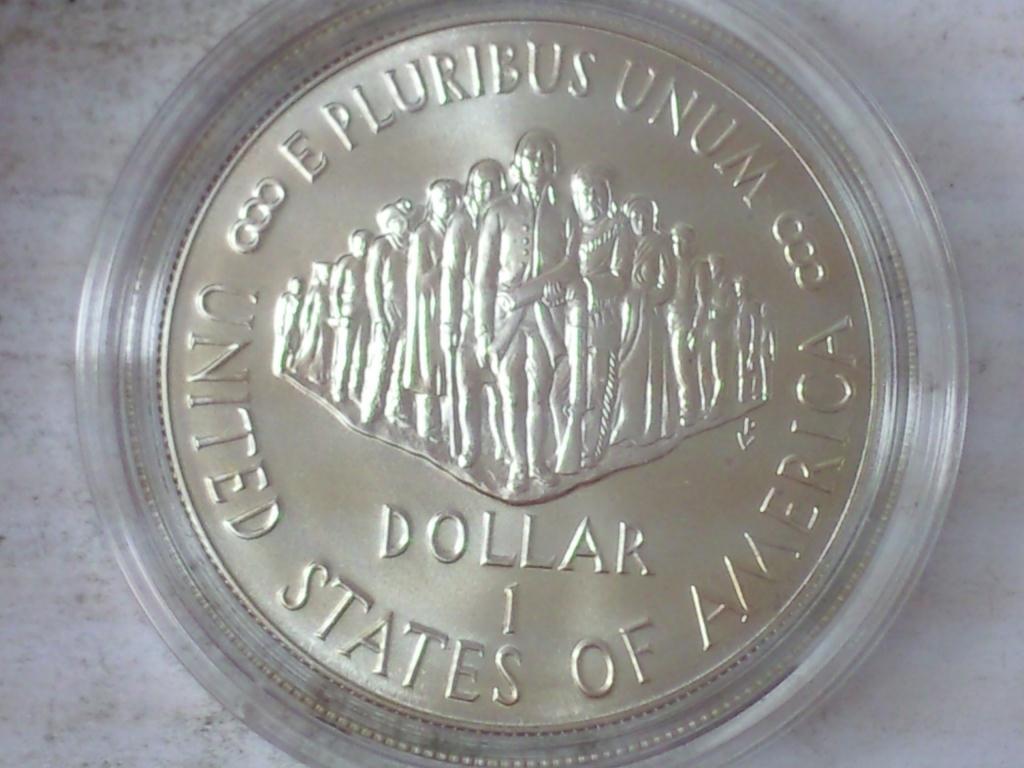 E PLURIBUS UNUM
DOLLAR
1
UNITED STATES OF AMERICA